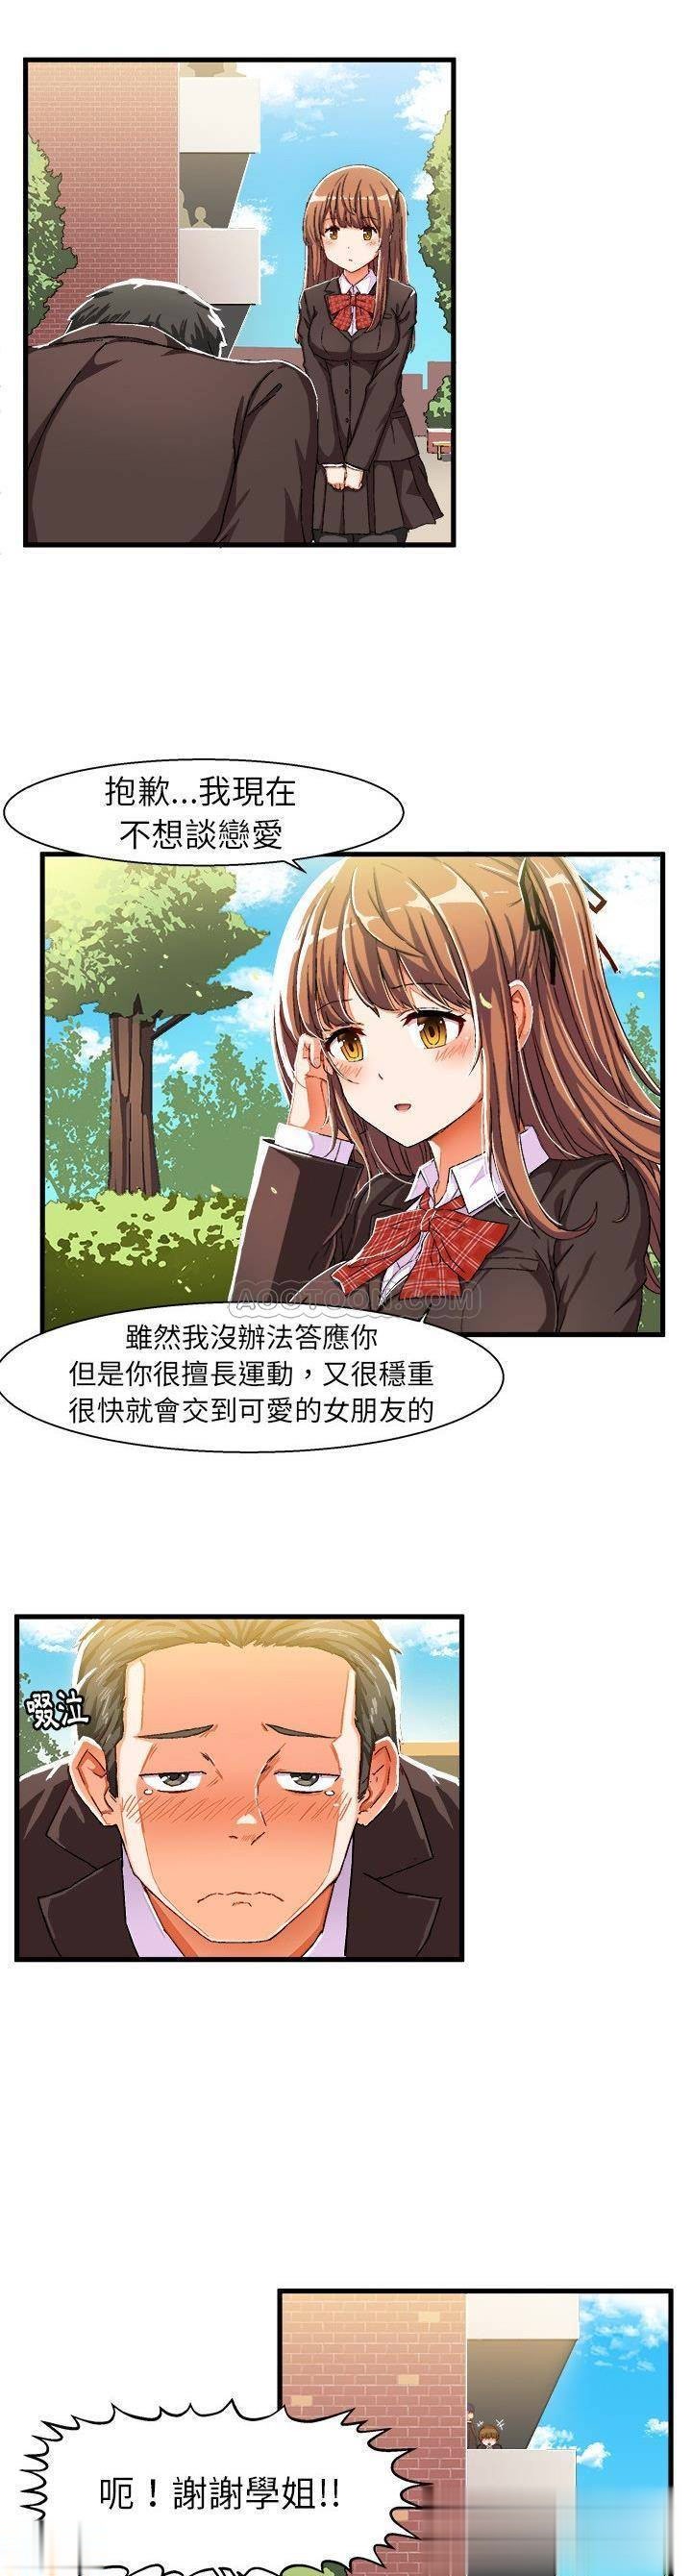 抱歉...我現在
不想談戀愛
AOOTOON.COM
雖然我沒辦法答應你
但是你很擅長運動，又很穩重
很快就會交到可愛的女朋友的
啜泣
呃！謝謝學姐!!